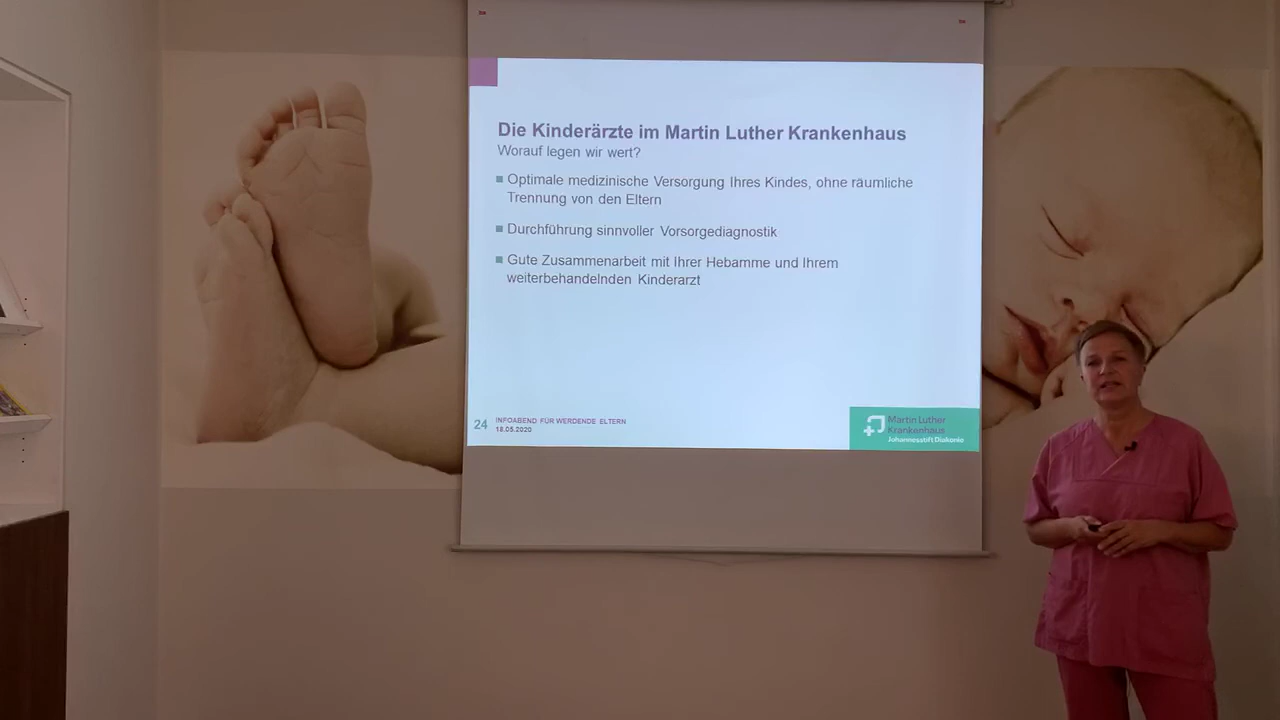 Die Kinderärzte im Martin Luther Krankenhaus
Worauf legen wir wert?
Optimale medizinische Versorgung Ihres Kindes, ohne räumliche
Trennung von den Eltern
Durchführung sinnvoller Vorsorgediagnostik
Gute Zusammenarbeit mit Ihrer Hebamme und Ihrem
weiterbehandelnden Kinderarzt
24
INFOABEND FÜR WERDENDE ELTERN
18.05.2020
Martin Luther
Krankenhaus
Johannesstift Diakonie